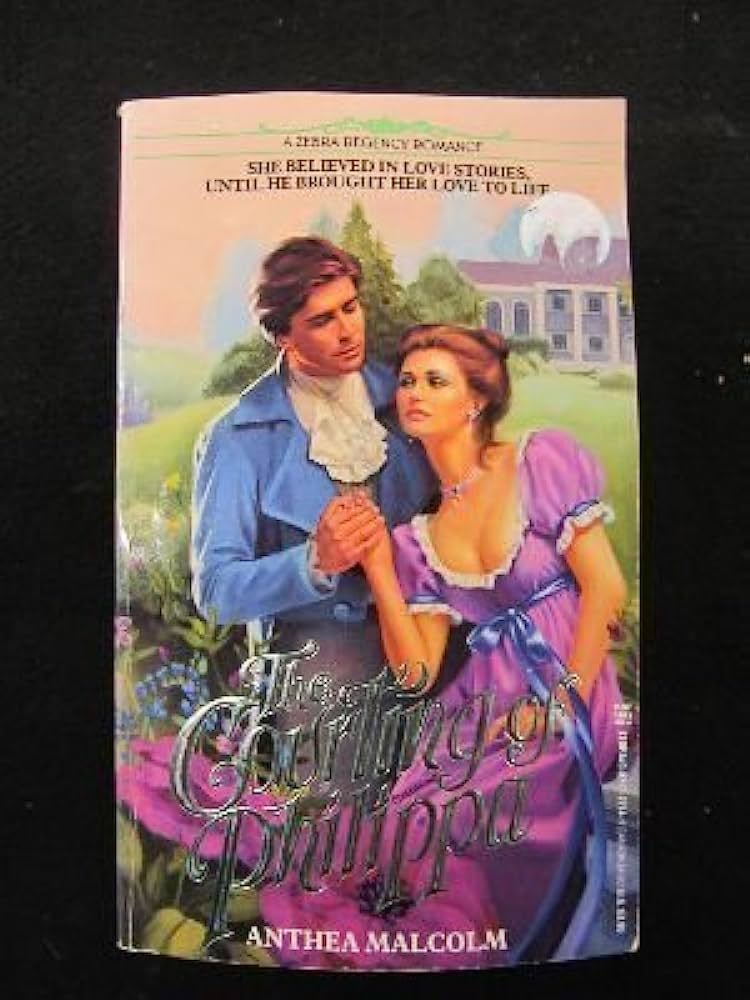 A ZEBRA REGENCY ROMANCE
SHE BELIEVED IN LOVE STORIES,
UNTIL HE BROUGHT HER LOVE TO LIFE
The
Courting of
Philippa
ANTHEA MALCOLM